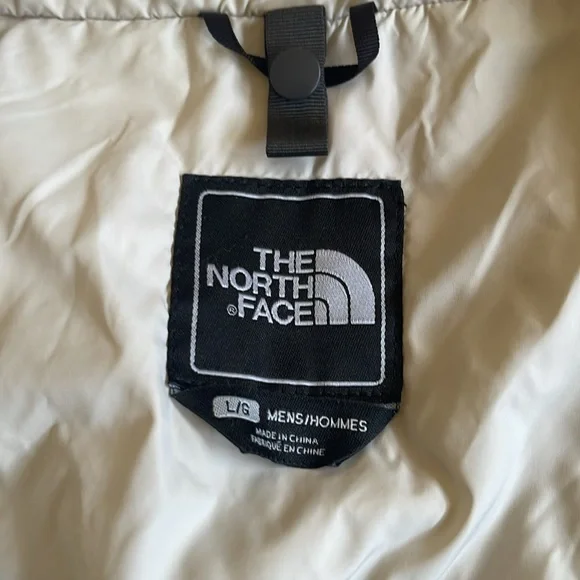 THE
NORTH
®FACE
L/G MENS/HOMMES
MADE IN CHINA
FABRIQUÉ EN CHINE